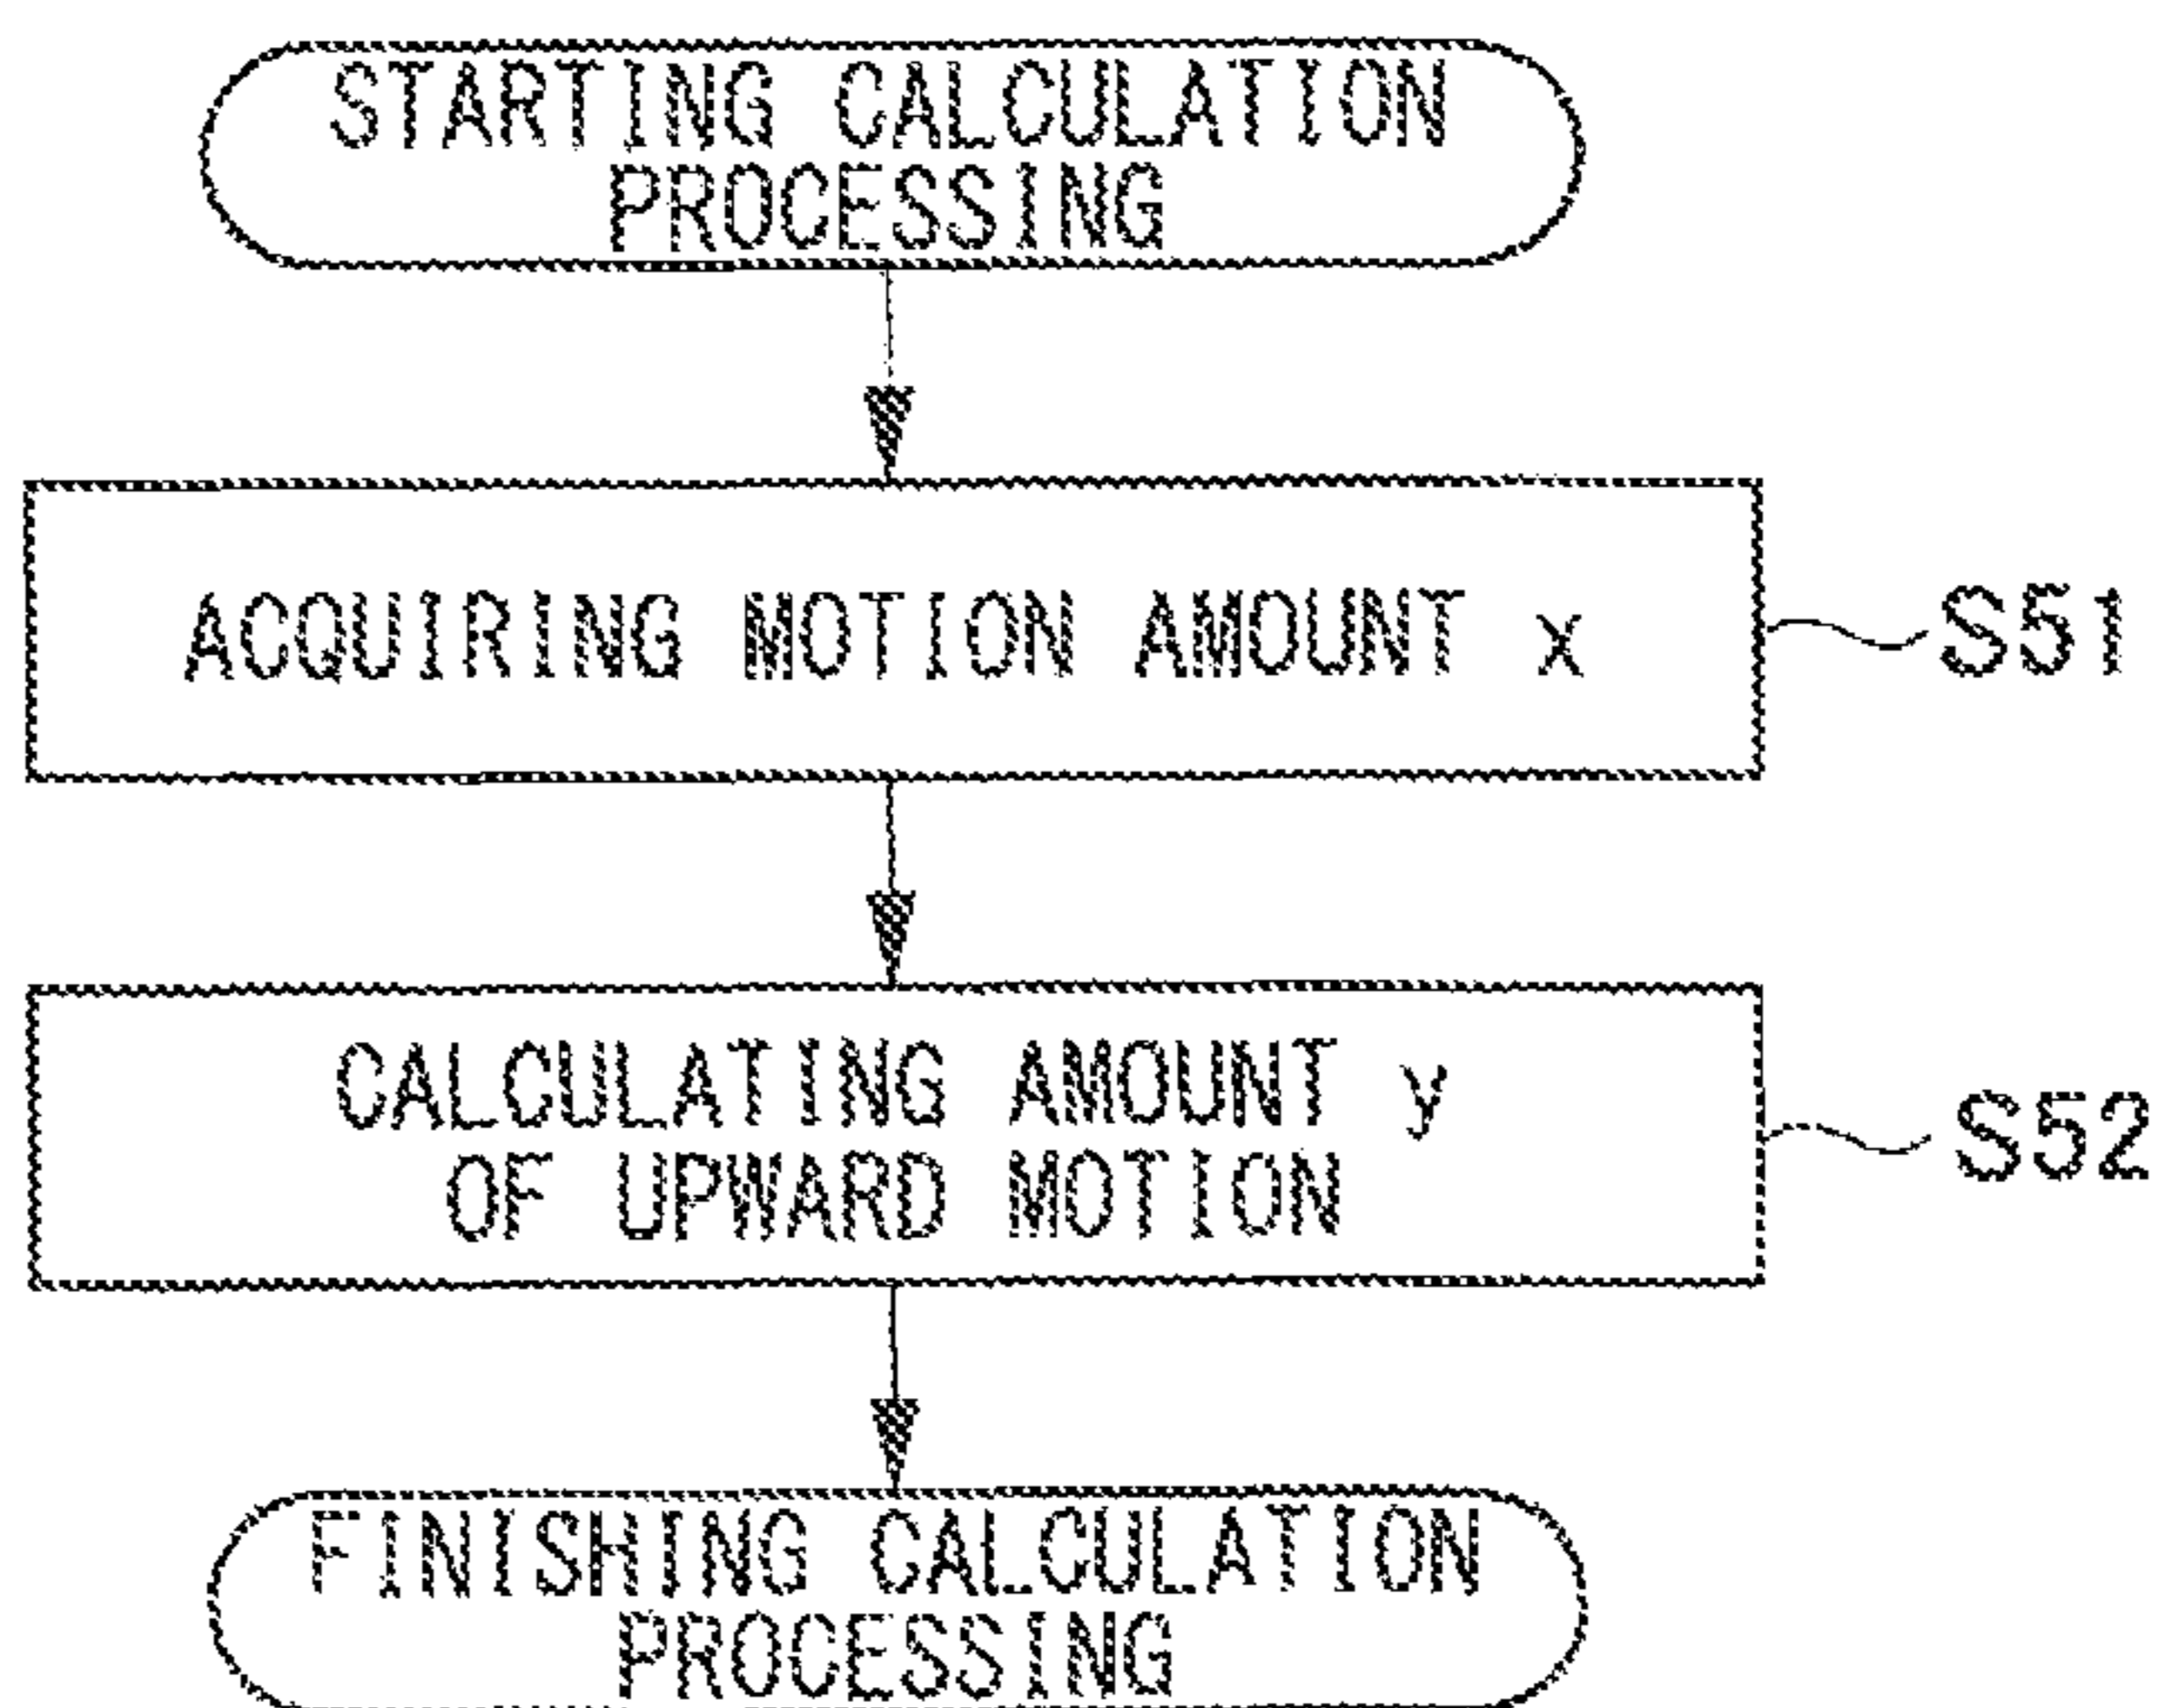 STARTING CALCULATION
PROCESSING
ACQUIRING MOTION AMOUNT x
S51
CALCULATING AMOUNT y
OF UPWARD MOTION
S52
FINISHING CALCULATION
PROCESSING